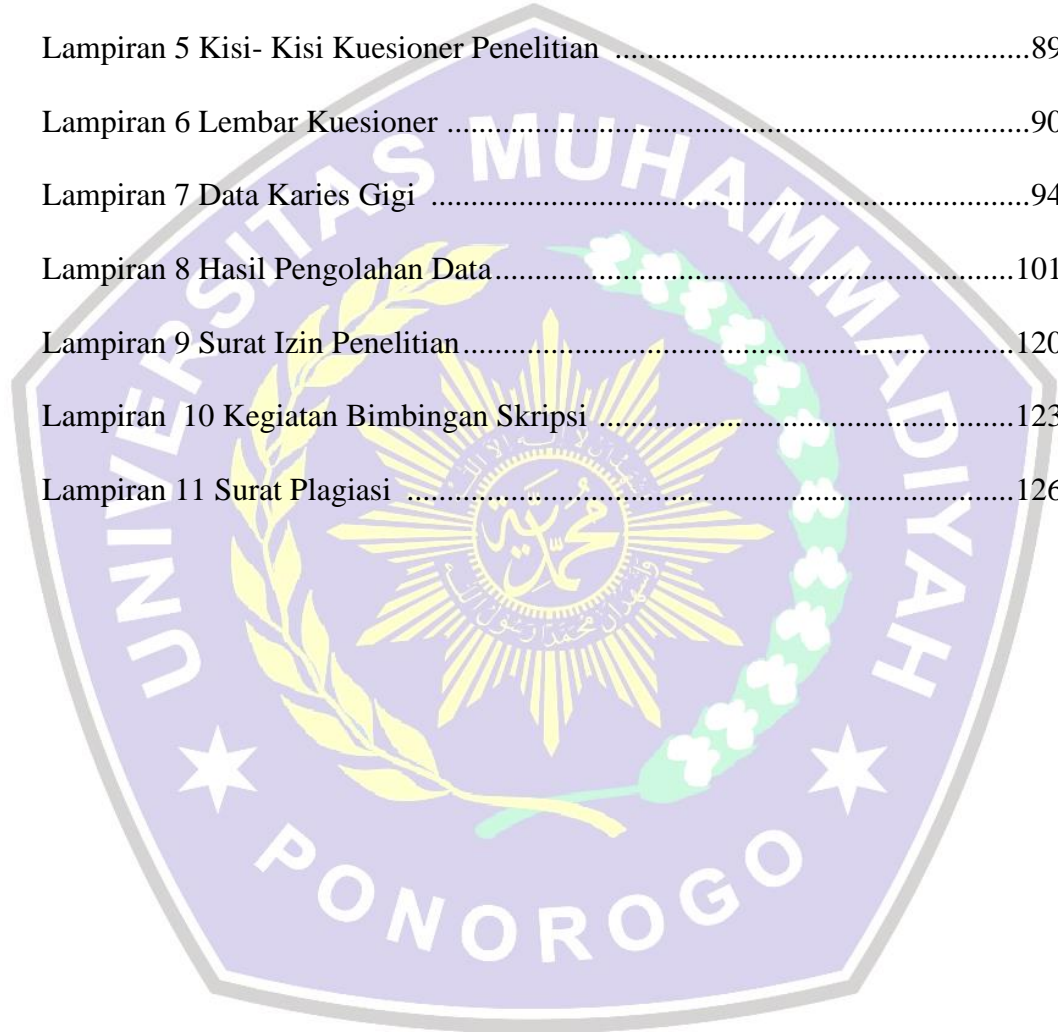 Lampiran 5 Kisi- Kisi Kuesioner Penelitian ................................................89
Lampiran 6 Lembar Kuesioner ....................................................................90
Lampiran 7 Data Karies Gigi ......................................................................94
Lampiran 8 Hasil Pengolahan Data............................................................101
Lampiran 9 Surat Izin Penelitian................................................................120
Lampiran  10 Kegiatan Bimbingan Skripsi ................................................123
Lampiran 11 Surat Plagiasi ......................................................................126
UNIVERSITAS MUHAMMADIYAH
PONOROGO
محمدية